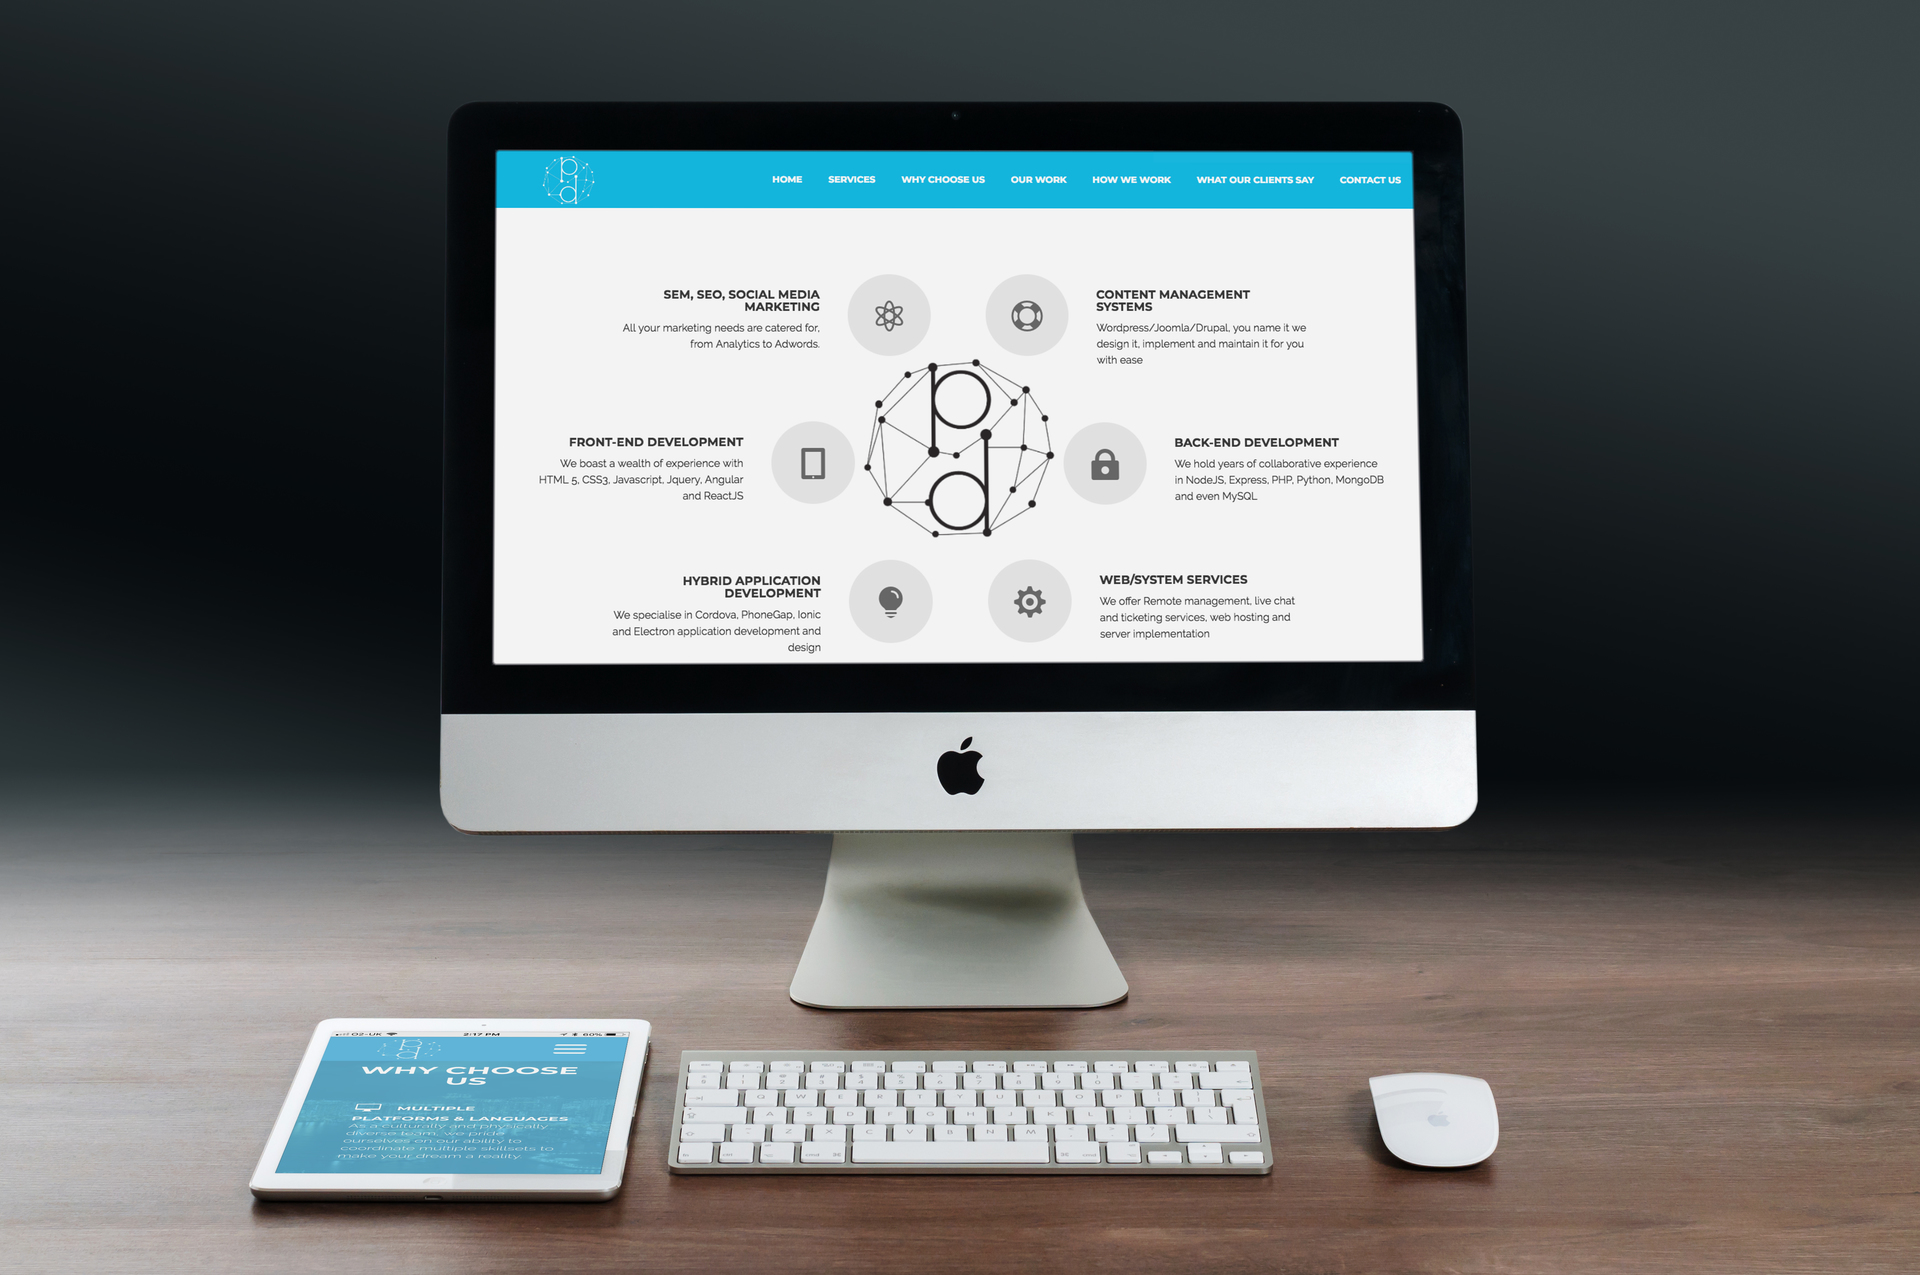 HOME SERVICES WHY CHOOSE US OUR WORK HOW WE WORK WHAT OUR CLIENTS SAY CONTACT US
SEM, SEO, SOCIAL MEDIA
MARKETING
All your marketing needs are catered for,
from Analytics to Adwords.
CONTENT MANAGEMENT
SYSTEMS
Wordpress/Joomla/Drupal, you name it we
design it, implement and maintain it for you
with ease
FRONT-END DEVELOPMENT
We boast a wealth of experience with
HTML 5, CSS3, Javascript, Jquery, Angular
and ReactJS
BACK-END DEVELOPMENT
We hold years of collaborative experience
in NodeJS, Express, PHP, Python, MongoDB
and even MySQL
HYBRID APPLICATION
DEVELOPMENT
We specialise in Cordova, PhoneGap, Ionic
and Electron application development and
design
WEB/SYSTEM SERVICES
We offer Remote management, live chat
and ticketing services, web hosting and
server implementation
O2-UK 2:17 PM 60%
WHY CHOOSE
US
MULTIPLE
PLATFORMS & LANGUAGES
As a culturally and physically
diverse team, we pride
ourselves on our ability to
coordinate multiple skillsets to
make your dream a reality.
Q W E R T Y U I O P
A S D F G H J K L
Z X C V B N M